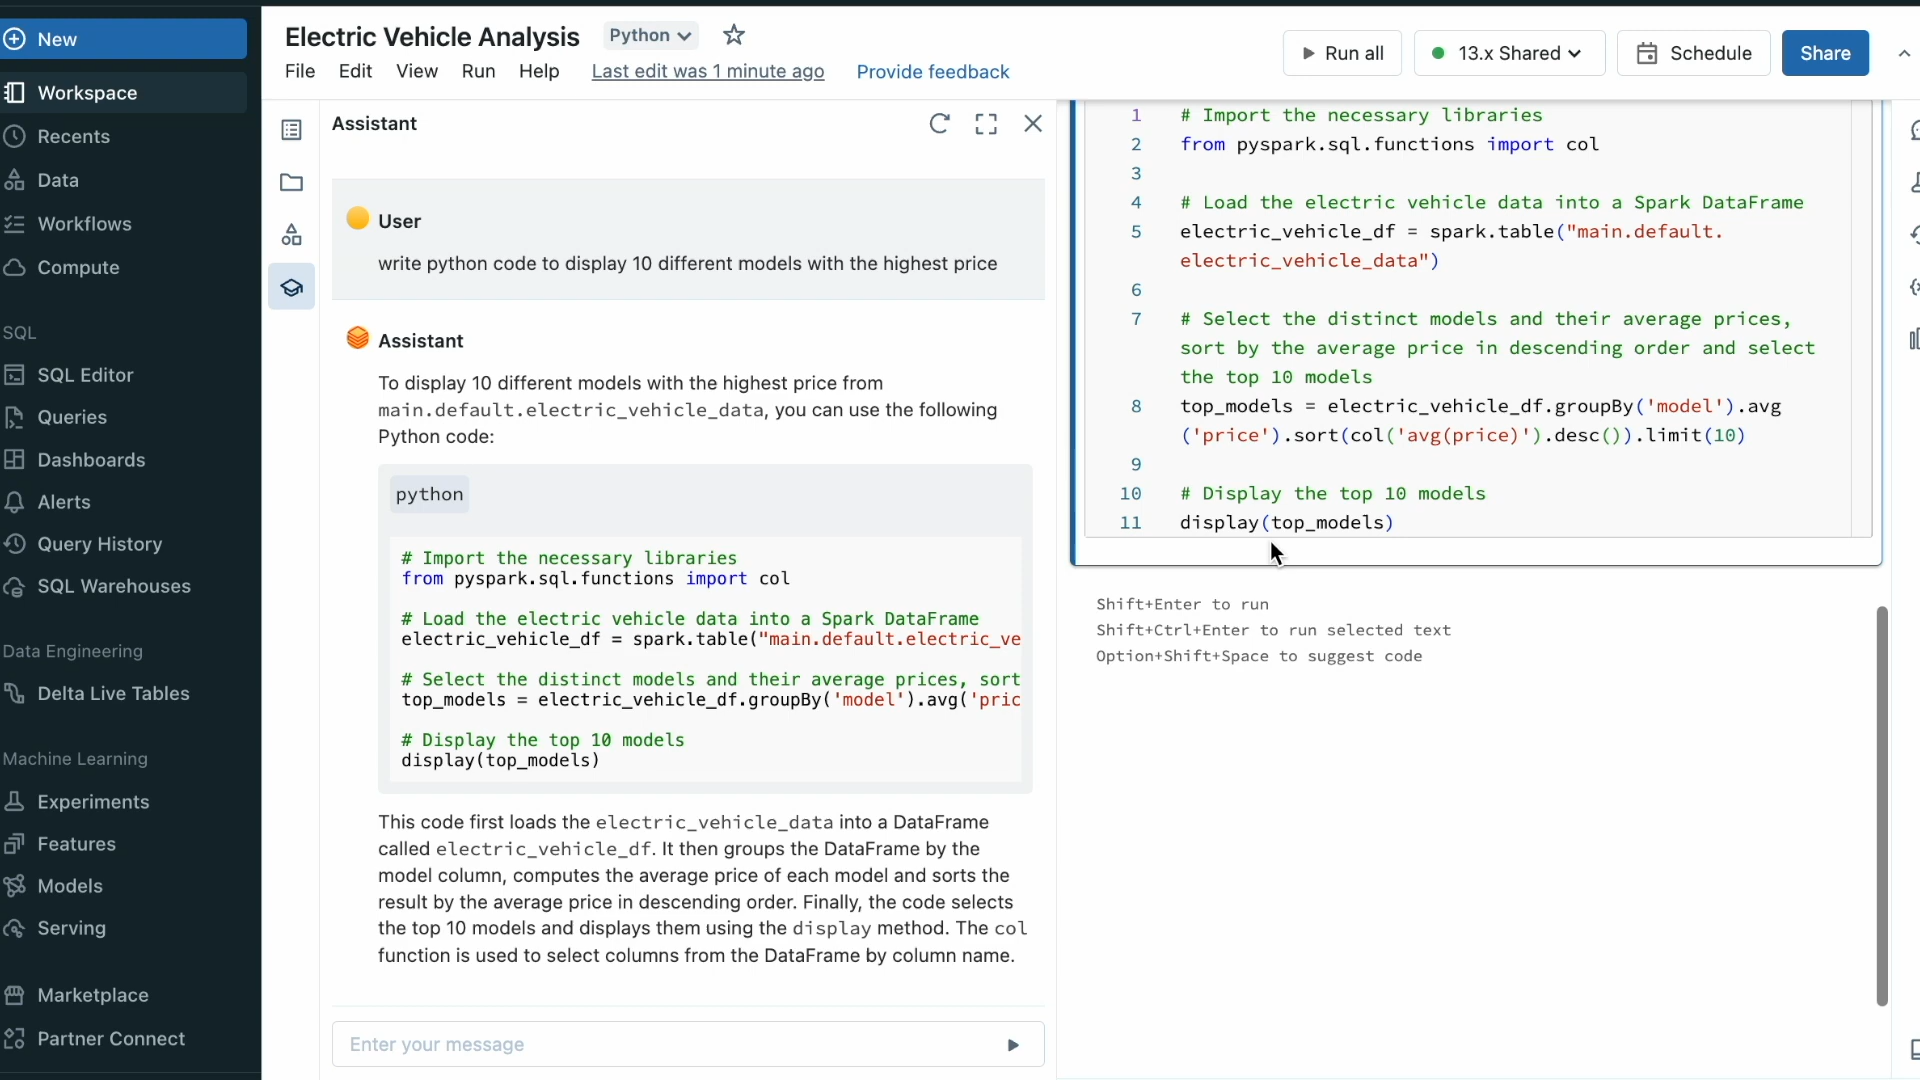 New
Workspace
Recents
Data
Workflows
Compute
SQL
SQL Editor
Queries
Dashboards
Alerts
Query History
SQL Warehouses
Data Engineering
Delta Live Tables
Machine Learning
Experiments
Features
Models
Serving
Marketplace
Partner Connect
Electric Vehicle Analysis Python
File Edit View Run Help Last edit was 1 minute ago Provide feedback
Run all 13.x Shared Schedule Share
Assistant
User
write python code to display 10 different models with the highest price
Assistant
To display 10 different models with the highest price from
main.default.electric_vehicle_data, you can use the following
Python code:
python
# Import the necessary libraries
from pyspark.sql.functions import col
# Load the electric vehicle data into a Spark DataFrame
electric_vehicle_df = spark.table("main.default.electric_ve
# Select the distinct models and their average prices, sort
top_models = electric_vehicle_df.groupBy('model').avg('pric
# Display the top 10 models
display(top_models)
This code first loads the electric_vehicle_data into a DataFrame
called electric_vehicle_df. It then groups the DataFrame by the
model column, computes the average price of each model and sorts the
result by the average price in descending order. Finally, the code selects
the top 10 models and displays them using the display method. The col
function is used to select columns from the DataFrame by column name.
Enter your message
1 # Import the necessary libraries
2 from pyspark.sql.functions import col
3
4 # Load the electric vehicle data into a Spark DataFrame
5 electric_vehicle_df = spark.table("main.default.
electric_vehicle_data")
6
7 # Select the distinct models and their average prices,
sort by the average price in descending order and select
the top 10 models
8 top_models = electric_vehicle_df.groupBy('model').avg
('price').sort(col('avg(price)').desc()).limit(10)
9
10 # Display the top 10 models
11 display(top_models)
Shift+Enter to run
Shift+Ctrl+Enter to run selected text
Option+Shift+Space to suggest code